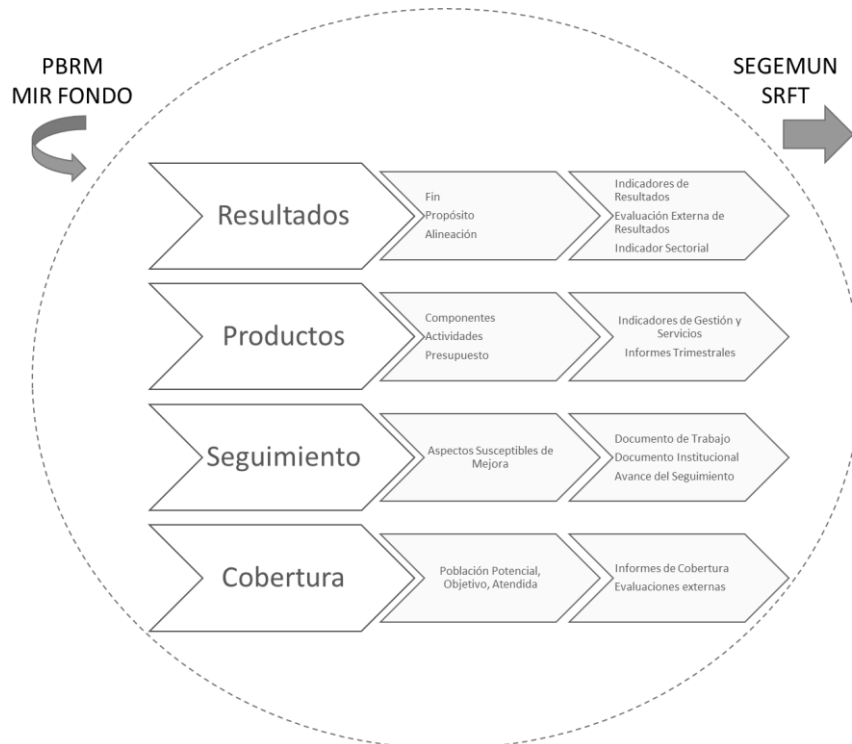 PBRM
MIR FONDO
SEGEMUN
SRFT
Resultados
Fin
Propósito
Alineación
Indicadores de
Resultados
Evaluación Externa de
Resultados
Indicador Sectorial
Productos
Componentes
Actividades
Presupuesto
Indicadores de Gestión y
Servicios
Informes Trimestrales
Seguimiento
Aspectos Susceptibles de
Mejora
Documento de Trabajo
Documento Institucional
Avance del Seguimiento
Cobertura
Población Potencial,
Objetivo, Atendida
Informes de Cobertura
Evaluaciones externas